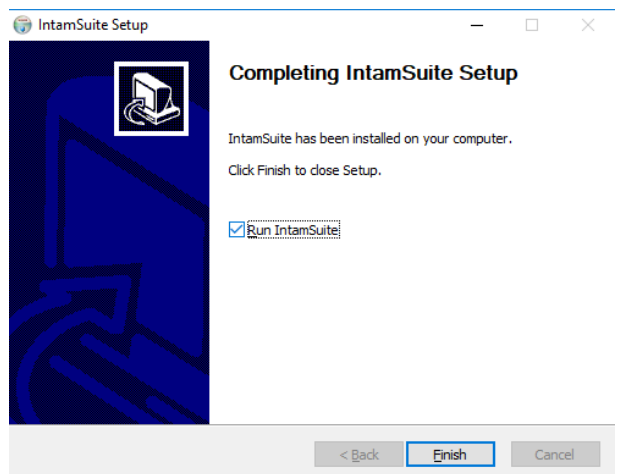 IntamSuite Setup
Completing IntamSuite Setup
IntamSuite has been installed on your computer.
Click Finish to close Setup.
Run IntamSuite
< Back Finish Cancel